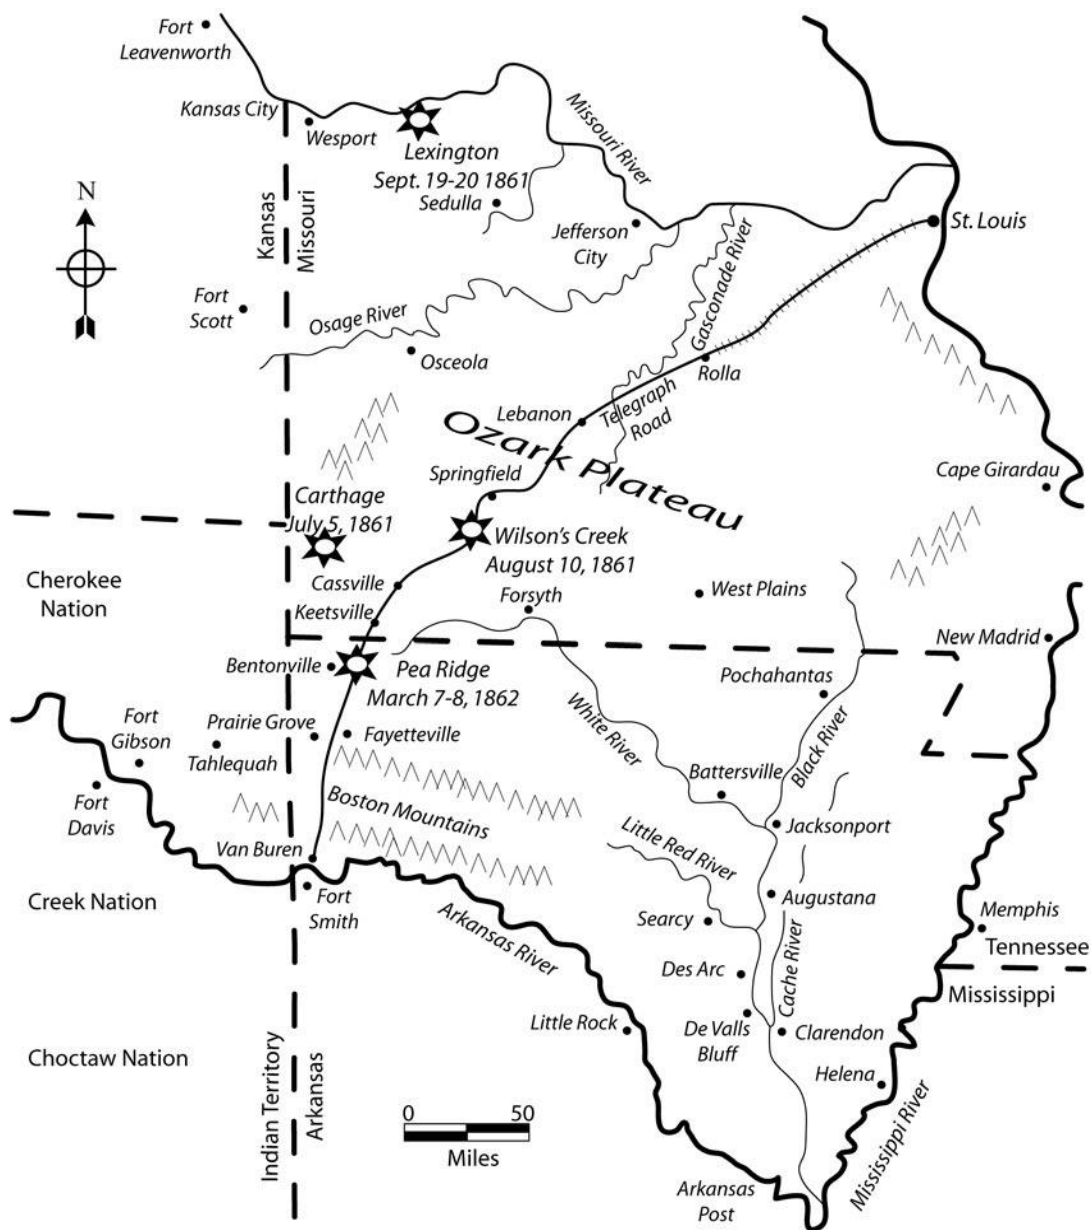 Fort
Leavenworth
Kansas City
Wesport
Lexington
Sept. 19-20 1861
Sedulla
Missouri River
N
Kansas
Missouri
Jefferson
City
St. Louis
Fort
Scott
Osage River
Osceola
Gasconade River
Rolla
Telegraph
Road
Lebanon
Ozark Plateau
Springfield
Cape Girardau
Carthage
July 5, 1861
Wilson's Creek
August 10, 1861
Cherokee
Nation
Cassville
Forsyth
West Plains
Keetsville
New Madrid
Bentonville
Pea Ridge
March 7-8, 1862
Pochahantas
Fort
Gibson
Prairie Grove
Fayetteville
Tahlequah
White River
Black River
Battersville
Fort
Davis
Boston Mountains
Jacksonport
Little Red River
Van Buren
Fort
Smith
Creek Nation
Arkansas River
Augustana
Searcy
Memphis
Tennessee
Des Arc
Cache River
Mississippi
Little Rock
De Valls
Bluff
Clarendon
Choctaw Nation
Helena
Indian Territory
Arkansas
0 50
Miles
Mississippi River
Arkansas
Post